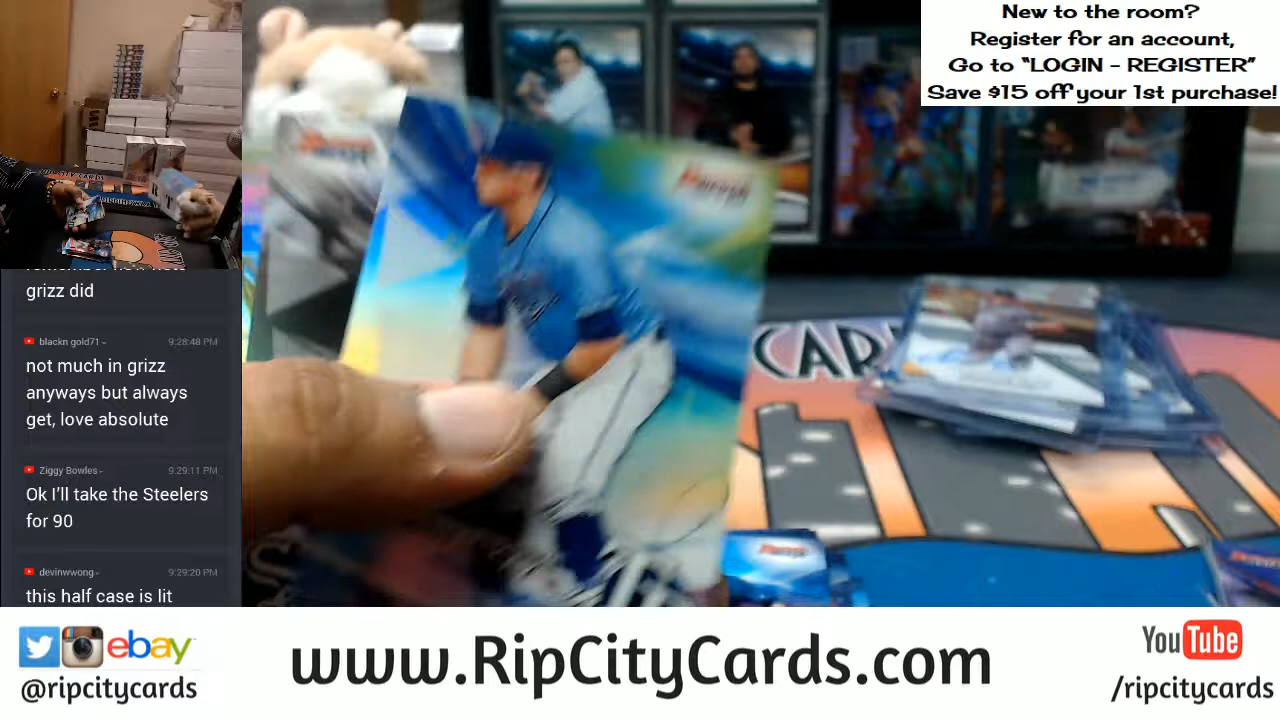 New to the room?
Register for an account,
Go to "LOGIN - REGISTER"
Save $15 off your 1st purchase!
grizz did
blackn gold71
9:28:48 PM
not much in grizz
anyways but always
get, love absolute
Ziggy Bowles
9:29:11 PM
Ok I'll take the Steelers
for 90
devinwwong
9:29:20 PM
this half case is lit
CARD
ebay
@ripcitycards
www.RipCityCards.com
YouTube
/ripcitycards